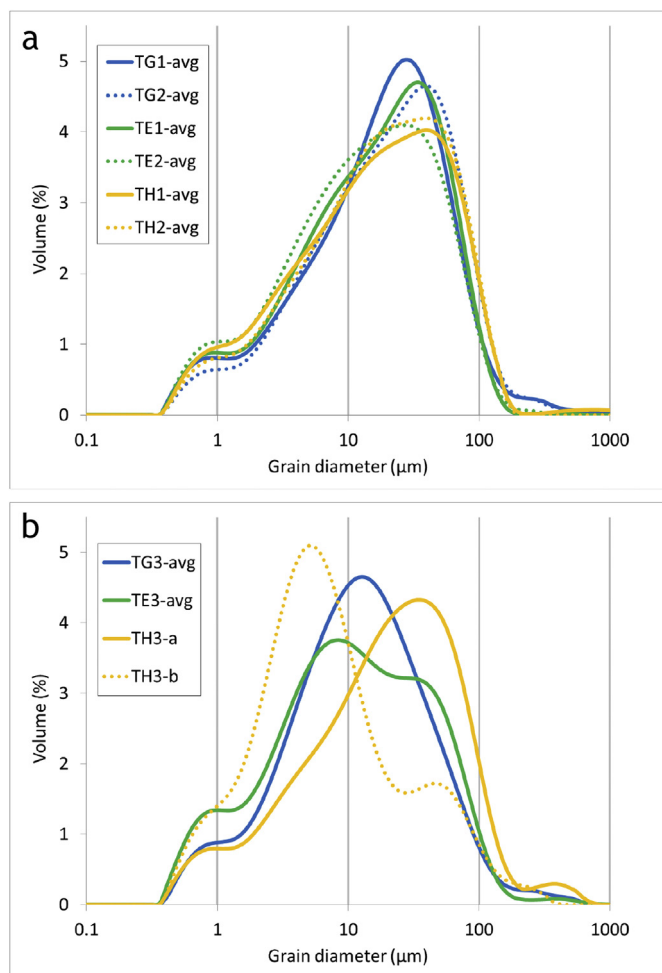 a
TG1-avg
TG2-avg
TE1-avg
TE2-avg
TH1-avg
TH2-avg
Volume (%)
5
4
3
2
1
0
0.1 1 10 100 1000
Grain diameter (μm)
b
TG3-avg
TE3-avg
TH3-a
TH3-b
Volume (%)
5
4
3
2
1
0
0.1 1 10 100 1000
Grain diameter (μm)